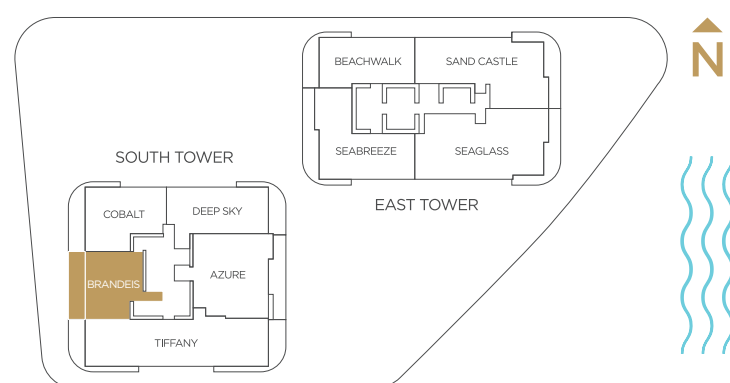 N
BEACHWALK
SAND CASTLE
SEABREEZE
SEAGLASS
EAST TOWER
SOUTH TOWER
COBALT
DEEP SKY
BRANDEIS
AZURE
TIFFANY